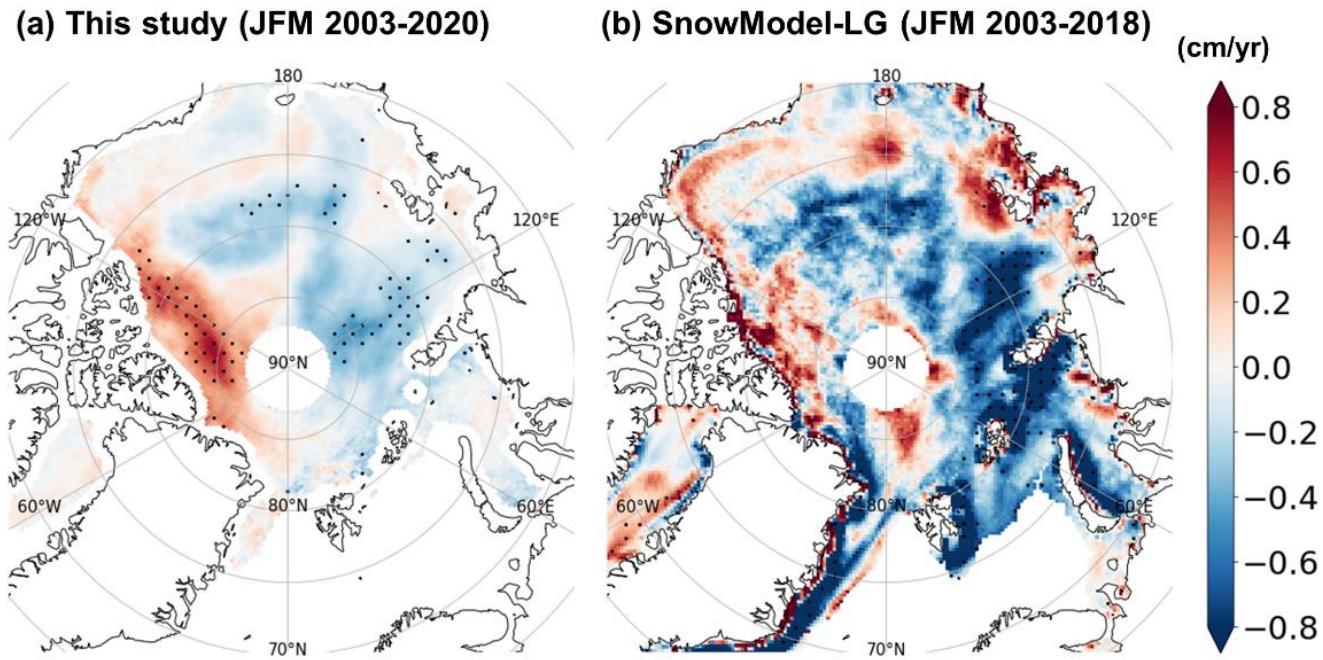 (a) This study (JFM 2003-2020)
(b) SnowModel-LG (JFM 2003-2018)
(cm/yr)
180
120°W
120°E
90°N
60°W
80°N
60°E
70°N
180
120°W
120°E
90°N
60°W
80°N
60°E
70°N
0.8
0.6
0.4
0.2
0.0
−0.2
−0.4
−0.6
−0.8